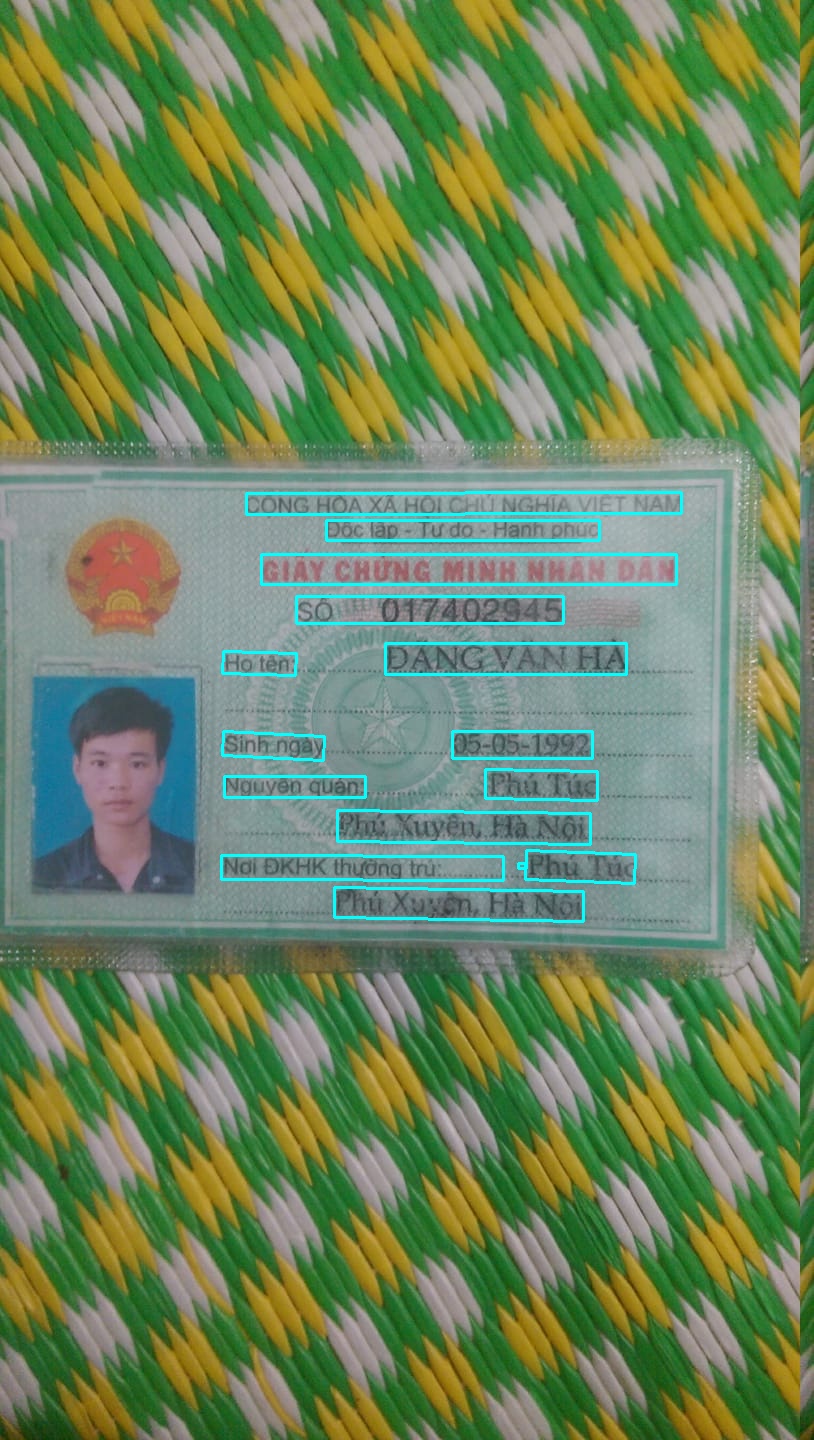 CỘNG HÒA XÃ HỘI CHỦ NGHĨA VIỆT NAM
Độc lập - Tự do - Hạnh phúc
GIẤY CHỨNG MINH NHÂN DÂN
SỐ 017402945
Họ tên: ĐẶNG VĂN HÀ
Sinh ngày 05-05-1992
Nguyên quán: Phú Túc
Phú Xuyên, Hà Nội
Nơi ĐKHK thường trú: Phú Túc
Phú Xuyên, Hà Nội
VIỆT NAM